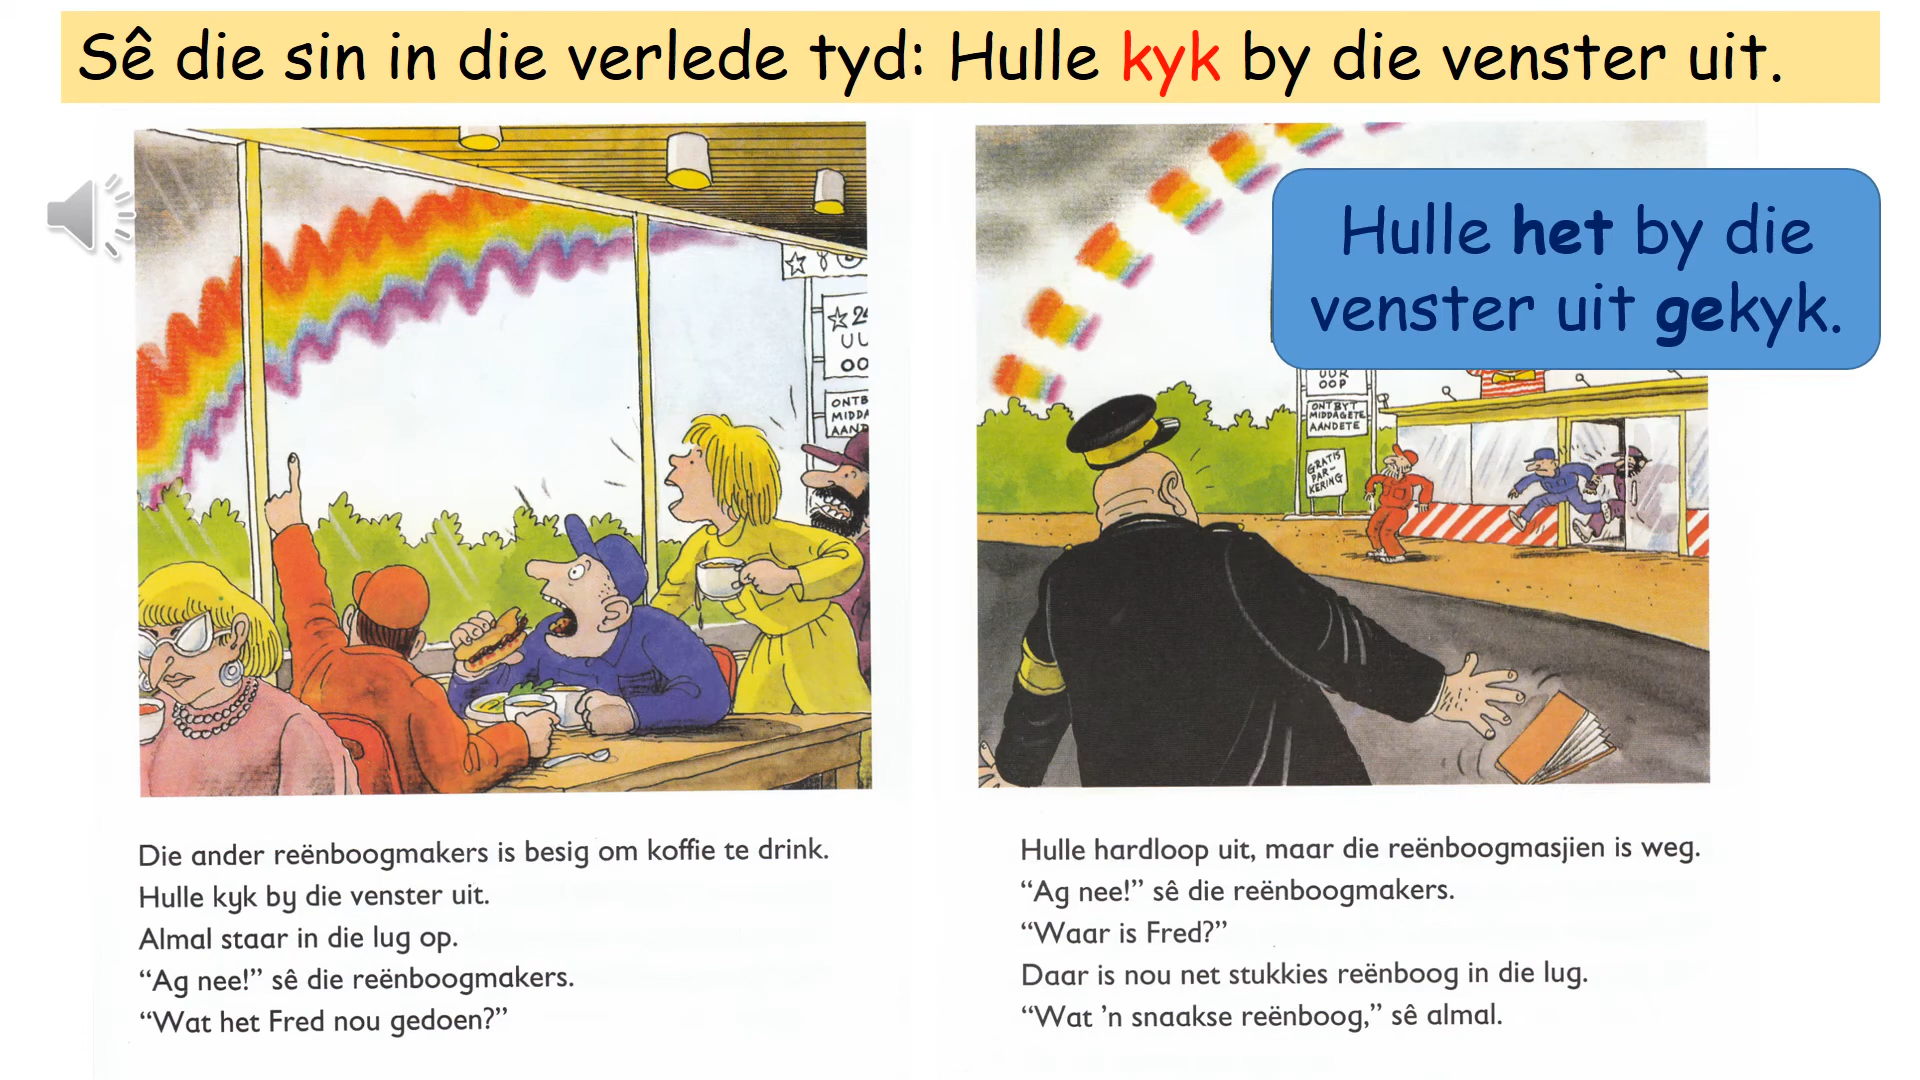 Sê die sin in die verlede tyd: Hulle kyk by die venster uit.
Hulle het by die
venster uit gekyk.
UUR
OOP
ONTBYT
MIDDAGETE
AANDETE
GRATIS
PAR-
KERING
Die ander reënboogmakers is besig om koffie te drink.
Hulle kyk by die venster uit.
Almal staar in die lug op.
“Ag nee!” sê die reënboogmakers.
“Wat het Fred nou gedoen?”
Hulle hardloop uit, maar die reënboogmasjien is weg.
“Ag nee!” sê die reënboogmakers.
“Waar is Fred?”
Daar is nou net stukkies reënboog in die lug.
“Wat ’n snaakse reënboog,” sê almal.